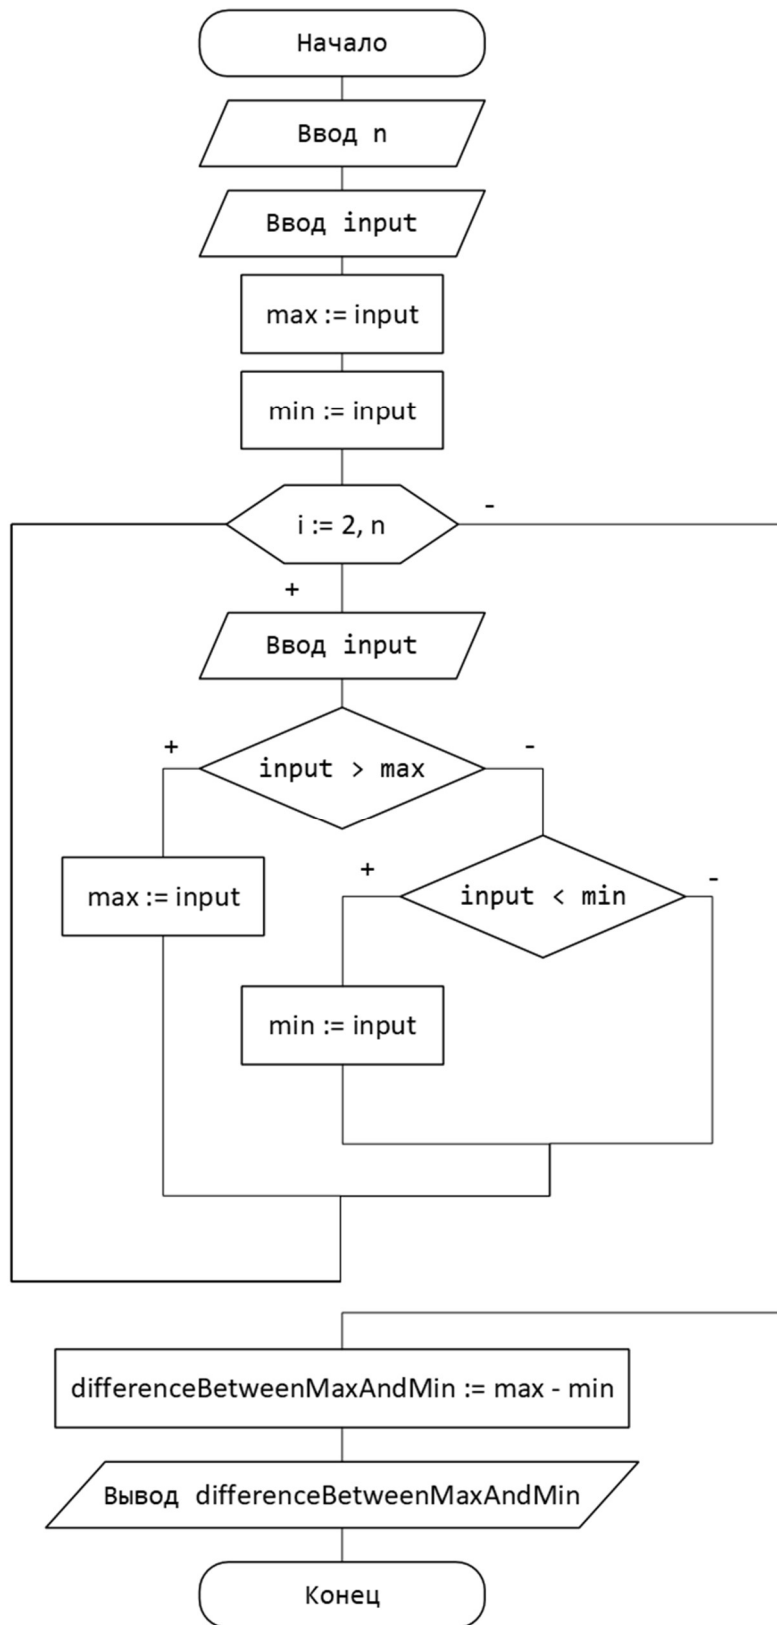 Начало
Ввод n
Ввод input
max := input
min := input
i := 2, n
-
+
Ввод input
+
-
input > max
+
-
max := input
input < min
min := input
differenceBetweenMaxAndMin := max - min
Вывод differenceBetweenMaxAndMin
Конец